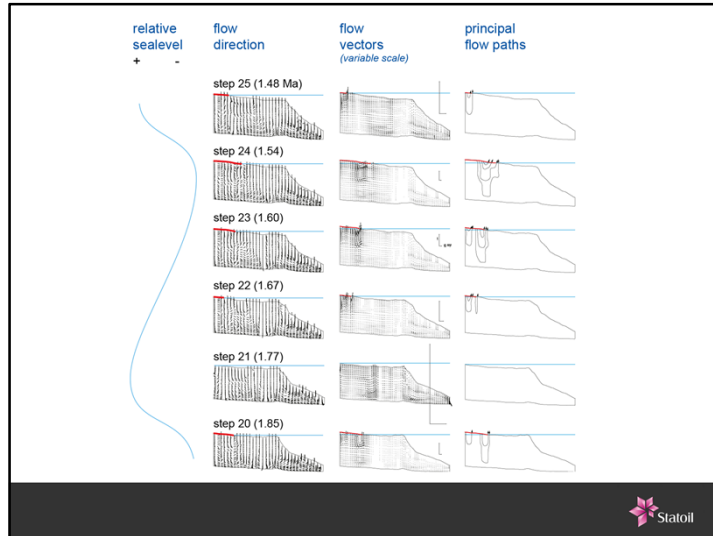 relative
sealevel
+ -
flow
direction
flow
vectors
(variable scale)
principal
flow paths
step 25 (1.48 Ma)
step 24 (1.54)
step 23 (1.60)
step 22 (1.67)
step 21 (1.77)
step 20 (1.85)
Statoil